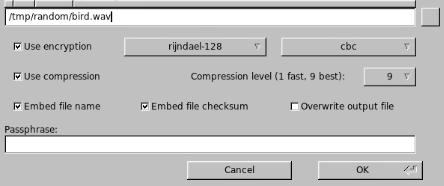 /tmp/random/bird.wav
Use encryption rijndael-128 cbc
Use compression Compression level (1 fast, 9 best): 9
Embed file name Embed file checksum Overwrite output file
Passphrase:
Cancel OK